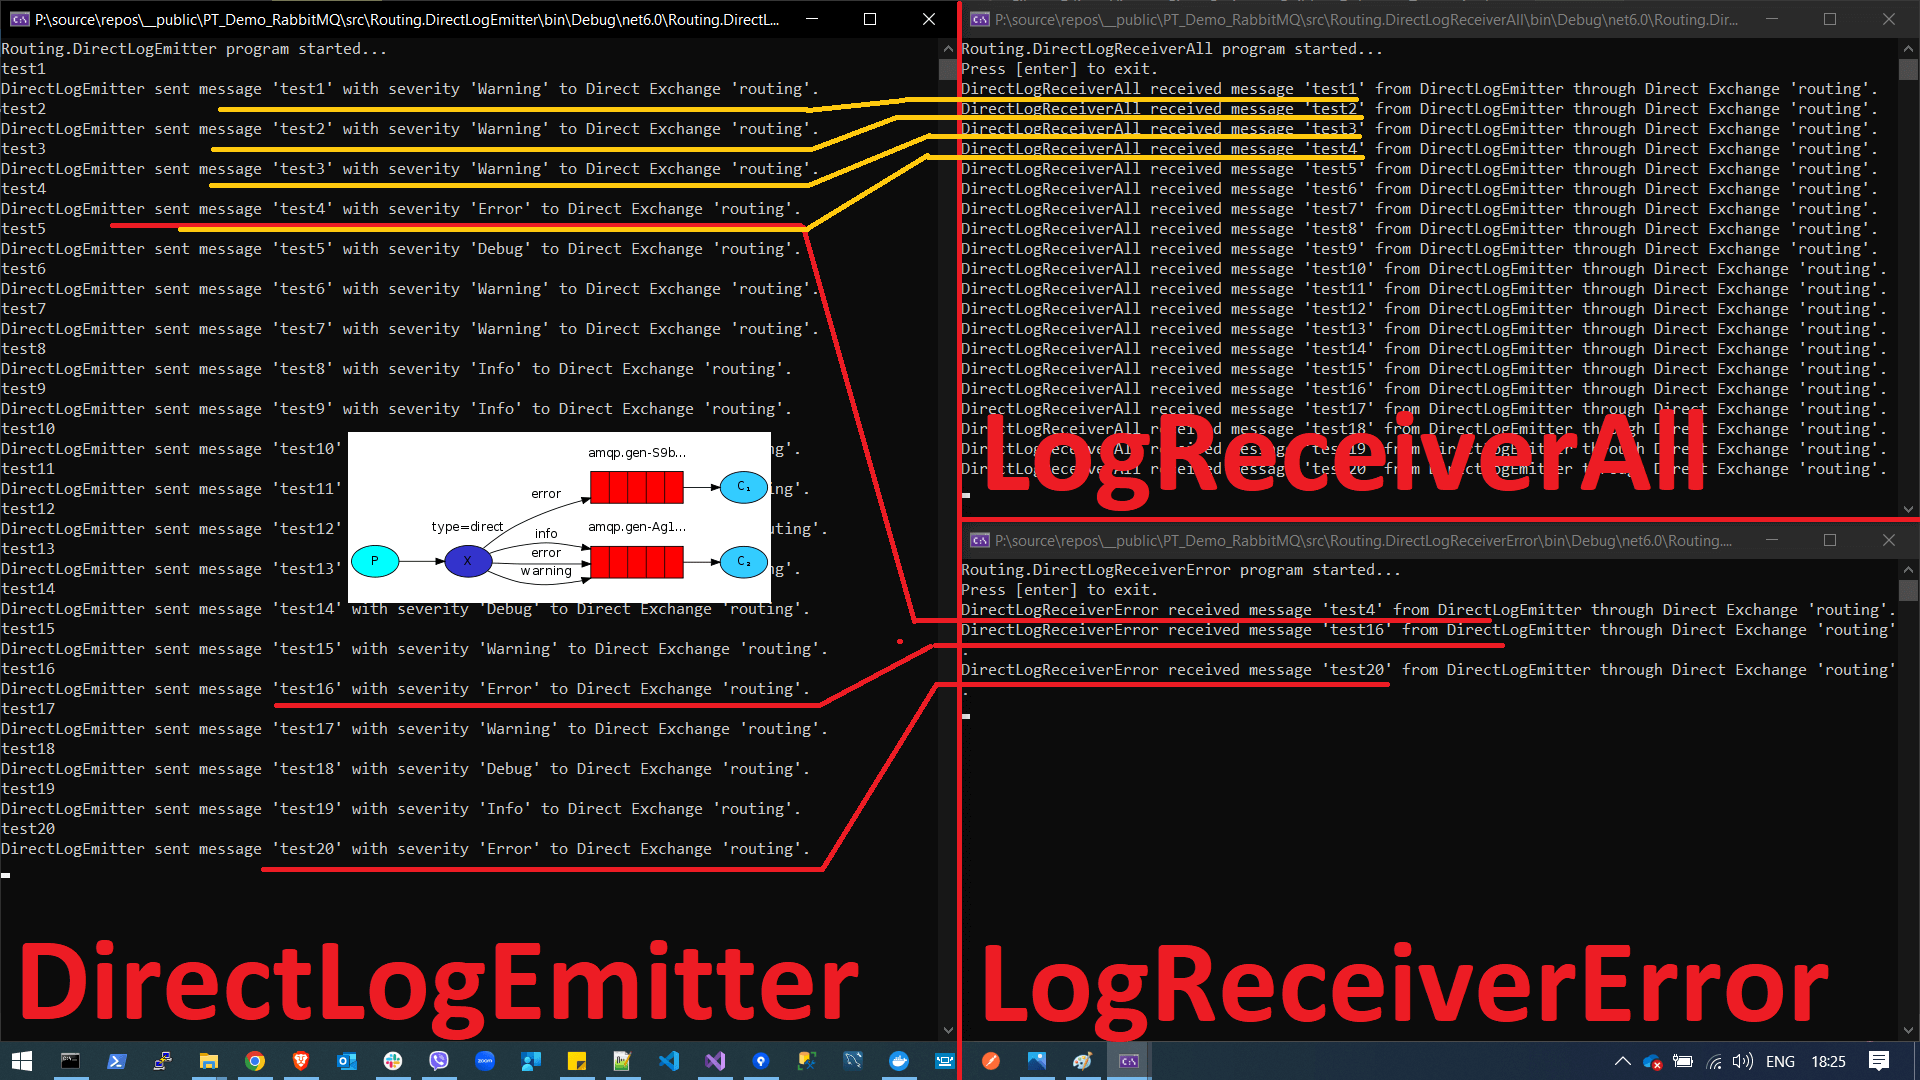 P:\source\repos\__public\PT_Demo_RabbitMQ\src\Routing.DirectLogEmitter\bin\Debug\net6.0\Routing.DirectL...
Routing.DirectLogEmitter program started...
test1
DirectLogEmitter sent message 'test1' with severity 'Warning' to Direct Exchange 'routing'.
test2
DirectLogEmitter sent message 'test2' with severity 'Warning' to Direct Exchange 'routing'.
test3
DirectLogEmitter sent message 'test3' with severity 'Warning' to Direct Exchange 'routing'.
test4
DirectLogEmitter sent message 'test4' with severity 'Error' to Direct Exchange 'routing'.
test5
DirectLogEmitter sent message 'test5' with severity 'Debug' to Direct Exchange 'routing'.
test6
DirectLogEmitter sent message 'test6' with severity 'Warning' to Direct Exchange 'routing'.
test7
DirectLogEmitter sent message 'test7' with severity 'Warning' to Direct Exchange 'routing'.
test8
DirectLogEmitter sent message 'test8' with severity 'Info' to Direct Exchange 'routing'.
test9
DirectLogEmitter sent message 'test9' with severity 'Info' to Direct Exchange 'routing'.
test10
DirectLogEmitter sent message 'test10'
test11
DirectLogEmitter sent message 'test11'
test12
DirectLogEmitter sent message 'test12'
test13
DirectLogEmitter sent message 'test13'
test14
DirectLogEmitter sent message 'test14' with severity 'Debug' to Direct Exchange 'routing'.
test15
DirectLogEmitter sent message 'test15' with severity 'Warning' to Direct Exchange 'routing'.
test16
DirectLogEmitter sent message 'test16' with severity 'Error' to Direct Exchange 'routing'.
test17
DirectLogEmitter sent message 'test17' with severity 'Warning' to Direct Exchange 'routing'.
test18
DirectLogEmitter sent message 'test18' with severity 'Debug' to Direct Exchange 'routing'.
test19
DirectLogEmitter sent message 'test19' with severity 'Info' to Direct Exchange 'routing'.
test20
DirectLogEmitter sent message 'test20' with severity 'Error' to Direct Exchange 'routing'.
amqp.gen-S9b...
error
C₁
type=direct
amqp.gen-Ag1...
info
error
warning
P
X
C₂
DirectLogEmitter
P:\source\repos\__public\PT_Demo_RabbitMQ\src\Routing.DirectLogReceiverAll\bin\Debug\net6.0\Routing.Dir...
Routing.DirectLogReceiverAll program started...
Press [enter] to exit.
DirectLogReceiverAll received message 'test1' from DirectLogEmitter through Direct Exchange 'routing'.
DirectLogReceiverAll received message 'test2' from DirectLogEmitter through Direct Exchange 'routing'.
DirectLogReceiverAll received message 'test3' from DirectLogEmitter through Direct Exchange 'routing'.
DirectLogReceiverAll received message 'test4' from DirectLogEmitter through Direct Exchange 'routing'.
DirectLogReceiverAll received message 'test5' from DirectLogEmitter through Direct Exchange 'routing'.
DirectLogReceiverAll received message 'test6' from DirectLogEmitter through Direct Exchange 'routing'.
DirectLogReceiverAll received message 'test7' from DirectLogEmitter through Direct Exchange 'routing'.
DirectLogReceiverAll received message 'test8' from DirectLogEmitter through Direct Exchange 'routing'.
DirectLogReceiverAll received message 'test9' from DirectLogEmitter through Direct Exchange 'routing'.
DirectLogReceiverAll received message 'test10' from DirectLogEmitter through Direct Exchange 'routing'.
DirectLogReceiverAll received message 'test11' from DirectLogEmitter through Direct Exchange 'routing'.
DirectLogReceiverAll received message 'test12' from DirectLogEmitter through Direct Exchange 'routing'.
DirectLogReceiverAll received message 'test13' from DirectLogEmitter through Direct Exchange 'routing'.
DirectLogReceiverAll received message 'test14' from DirectLogEmitter through Direct Exchange 'routing'.
DirectLogReceiverAll received message 'test15' from DirectLogEmitter through Direct Exchange 'routing'.
DirectLogReceiverAll received message 'test16' from DirectLogEmitter through Direct Exchange 'routing'.
DirectLogReceiverAll received message 'test17' from DirectLogEmitter through Direct Exchange 'routing'.
DirectLogReceiverAll received message 'test18' from DirectLogEmitter through Direct Exchange 'routing'.
DirectLogReceiverAll received message 'test19' from DirectLogEmitter through Direct Exchange 'routing'.
DirectLogReceiverAll received message 'test20' from DirectLogEmitter through Direct Exchange 'routing'.
LogReceiverAll
P:\source\repos\__public\PT_Demo_RabbitMQ\src\Routing.DirectLogReceiverError\bin\Debug\net6.0\Routing....
Routing.DirectLogReceiverError program started...
Press [enter] to exit.
DirectLogReceiverError received message 'test4' from DirectLogEmitter through Direct Exchange 'routing'.
DirectLogReceiverError received message 'test16' from DirectLogEmitter through Direct Exchange 'routing'
.
DirectLogReceiverError received message 'test20' from DirectLogEmitter through Direct Exchange 'routing'
.
LogReceiverError
zoom
ENG 18:25